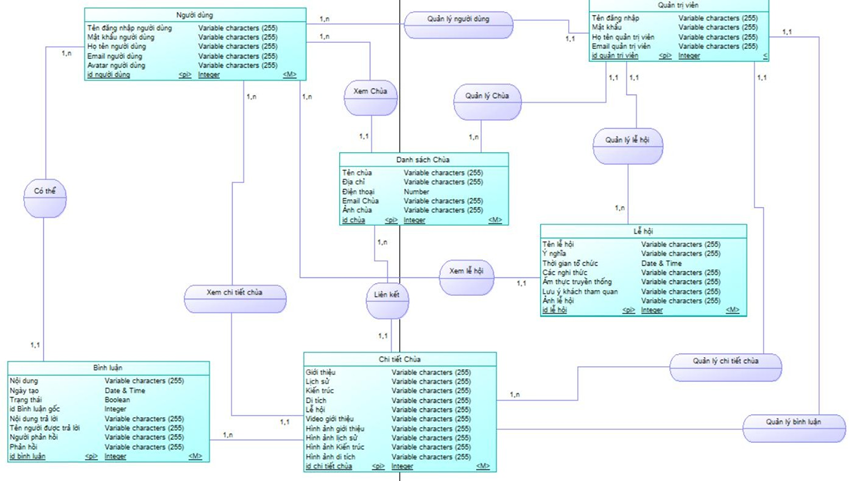 Người dùng
Tên đăng nhập người dùng Variable characters (255)
Mật khẩu người dùng Variable characters (255)
Họ tên người dùng Variable characters (255)
Email người dùng Variable characters (255)
Avatar người dùng Variable characters (255)
id người dùng <pi> Integer <M>
Quản trị viên
Tên đăng nhập Variable characters (255)
Mật khẩu Variable characters (255)
Họ tên quản trị viên Variable characters (255)
Email quản trị viên Variable characters (255)
id quản trị viên <pi> Integer <
1,n
Quản lý người dùng
1,1
1,1
1,n
1,n
Xem Chùa
1,1
1,n
1,n
Quản lý Chùa
1,n
1,1
1,1
1,1
Quản lý lễ hội
1,n
Danh sách Chùa
Tên chùa Variable characters (255)
Địa chỉ Variable characters (255)
Điện thoại Number
Email Chùa Variable characters (255)
Ảnh chùa Variable characters (255)
id chùa <pi> Integer <M>
Có thể
1,1
Lễ hội
Tên lễ hội Variable characters (255)
Ý nghĩa Variable characters (255)
Thời gian tổ chức Date & Time
Các nghi thức Variable characters (255)
Ẩm thực truyền thống Variable characters (255)
Lưu ý khách tham quan Variable characters (255)
Ảnh lễ hội Variable characters (255)
id lễ hội <pi> Integer <M>
1,n
Xem lễ hội
1,1
Xem chi tiết chùa
Liên kết
1,1
Bình luận
Nội dung Variable characters (255)
Ngày tạo Date & Time
Trạng thái Boolean
id Bình luận gốc Integer
Nội dung trả lời Variable characters (255)
Tên người được trả lời Variable characters (255)
Người phản hồi Variable characters (255)
Phản hồi Variable characters (255)
id bình luận <pi> Integer <M>
1,n
1,1
Chi tiết Chùa
Giới thiệu Variable characters (255)
Lịch sử Variable characters (255)
Kiến trúc Variable characters (255)
Di tích Variable characters (255)
Lễ hội Variable characters (255)
Video giới thiệu Variable characters (255)
Hình ảnh giới thiệu Variable characters (255)
Hình ảnh lịch sử Variable characters (255)
Hình ảnh Kiến trúc Variable characters (255)
Hình ảnh di tích Variable characters (255)
id chi tiết chùa <pi> Integer <M>
Quản lý chi tiết chùa
1,n
Quản lý bình luận